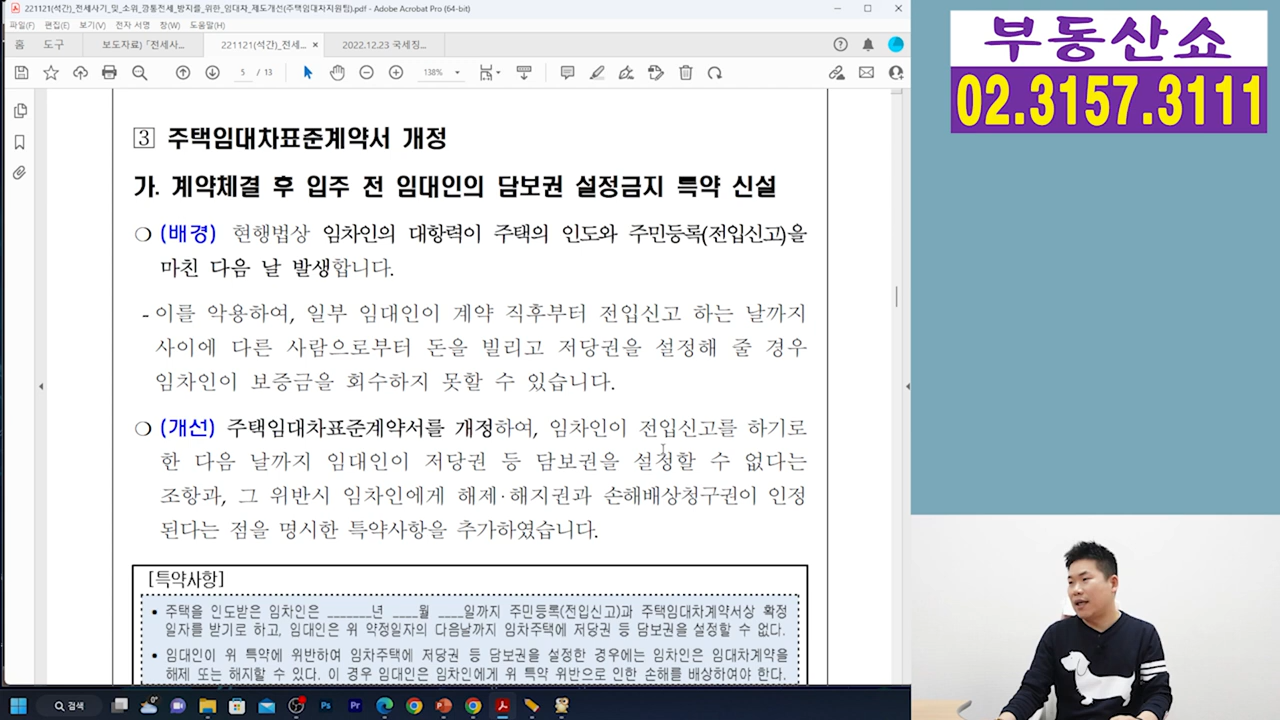 221121(석간)_전세사기_및_소위_깡통전세_방지를_위한_임대차_제도개선(주택임대차지원팀).pdf - Adobe Acrobat Pro (64-bit)
파일(F) 편집(E) 보기(V) 전자 서명 창(W) 도움말(H)
홈 도구 보도자료)「전세사... 221121(석간)_전세... × 2022.12.23 국세징...
5 / 13 138%
부동산쇼
02.3157.3111
3 주택임대차표준계약서 개정
가. 계약체결 후 입주 전 임대인의 담보권 설정금지 특약 신설
❍ (배경) 현행법상 임차인의 대항력이 주택의 인도와 주민등록(전입신고)을
마친 다음 날 발생합니다.
- 이를 악용하여, 일부 임대인이 계약 직후부터 전입신고 하는 날까지
사이에 다른 사람으로부터 돈을 빌리고 저당권을 설정해 줄 경우
임차인이 보증금을 회수하지 못할 수 있습니다.
❍ (개선) 주택임대차표준계약서를 개정하여, 임차인이 전입신고를 하기로
한 다음 날까지 임대인이 저당권 등 담보권을 설정할 수 없다는
조항과, 그 위반시 임차인에게 해제·해지권과 손해배상청구권이 인정
된다는 점을 명시한 특약사항을 추가하였습니다.
[특약사항]
• 주택을 인도받은 임차인은 _______년 ____월 ____일까지 주민등록(전입신고)과 주택임대차계약서상 확정
일자를 받기로 하고, 임대인은 위 약정일자의 다음날까지 임차주택에 저당권 등 담보권을 설정할 수 없다.
• 임대인이 위 특약에 위반하여 임차주택에 저당권 등 담보권을 설정한 경우에는 임차인은 임대차계약을
해제 또는 해지할 수 있다. 이 경우 임대인은 임차인에게 위 특약 위반으로 인한 손해를 배상하여야 한다.
검색